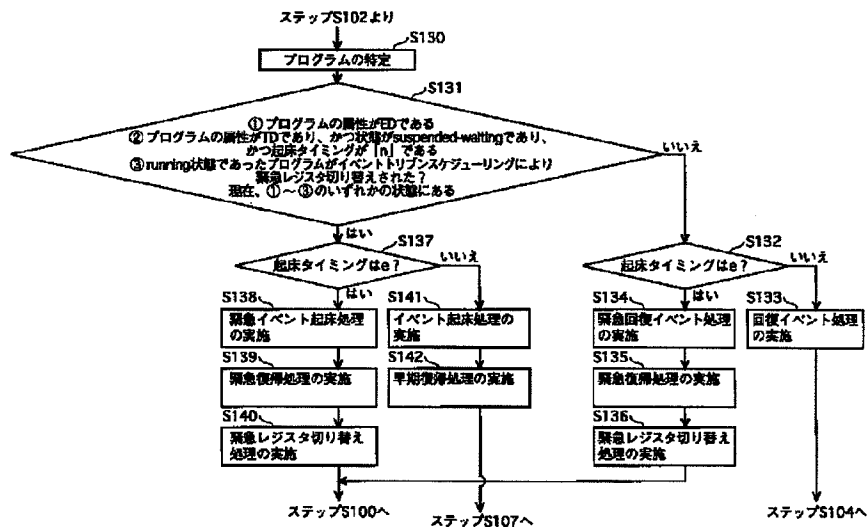 ステップS102より
S130
プログラムの特定
S131
① プログラムの属性がEDである
② プログラムの属性がTDであり、かつ状態がsuspended-waitingであり、
かつ起床タイミングが「n」である
③ running状態であったプログラムがイベントドリブンスケジューリングにより
緊急レジスタ切り替えされた？
現在、①～③のいずれかの状態にある
いいえ
はい
S137
起床タイミングはe？
いいえ
はい
S132
起床タイミングはe？
いいえ
はい
S138
緊急イベント起床処理
の実施
S141
イベント起床処理の
実施
S134
緊急回復イベント処理
の実施
S133
回復イベント処理
の実施
S139
緊急復帰処理の実施
S142
早期復帰処理の実施
S135
緊急復帰処理の実施
S140
緊急レジスタ切り替え
処理の実施
S136
緊急レジスタ切り替え
処理の実施
ステップS100へ
ステップS107へ
ステップS104へ